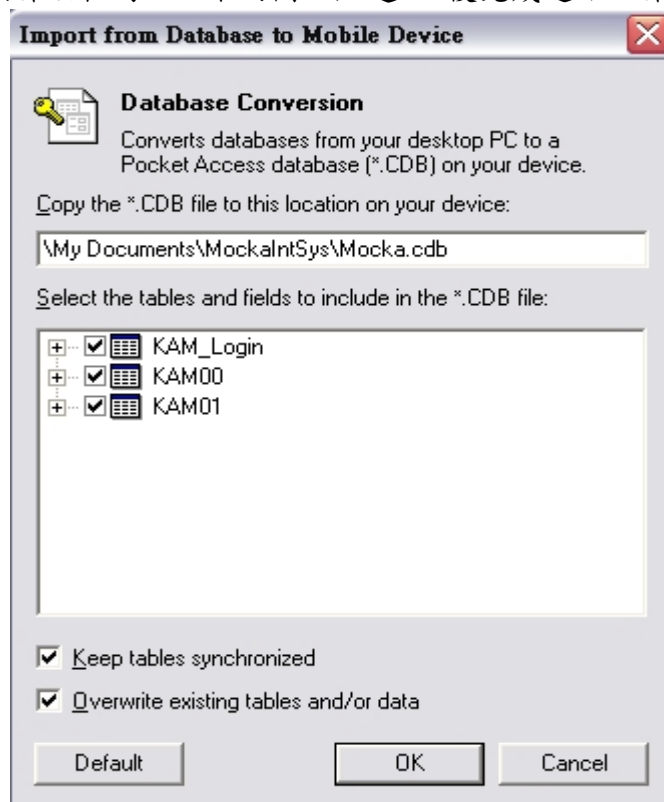 Import from Database to Mobile Device
Database Conversion
Converts databases from your desktop PC to a
Pocket Access database (*.CDB) on your device.
Copy the *.CDB file to this location on your device:
\My Documents\MockaIntSys\Mocka.cdb
Select the tables and fields to include in the *.CDB file:
KAM_Login
KAM00
KAM01
Keep tables synchronized
Overwrite existing tables and/or data
Default
OK
Cancel